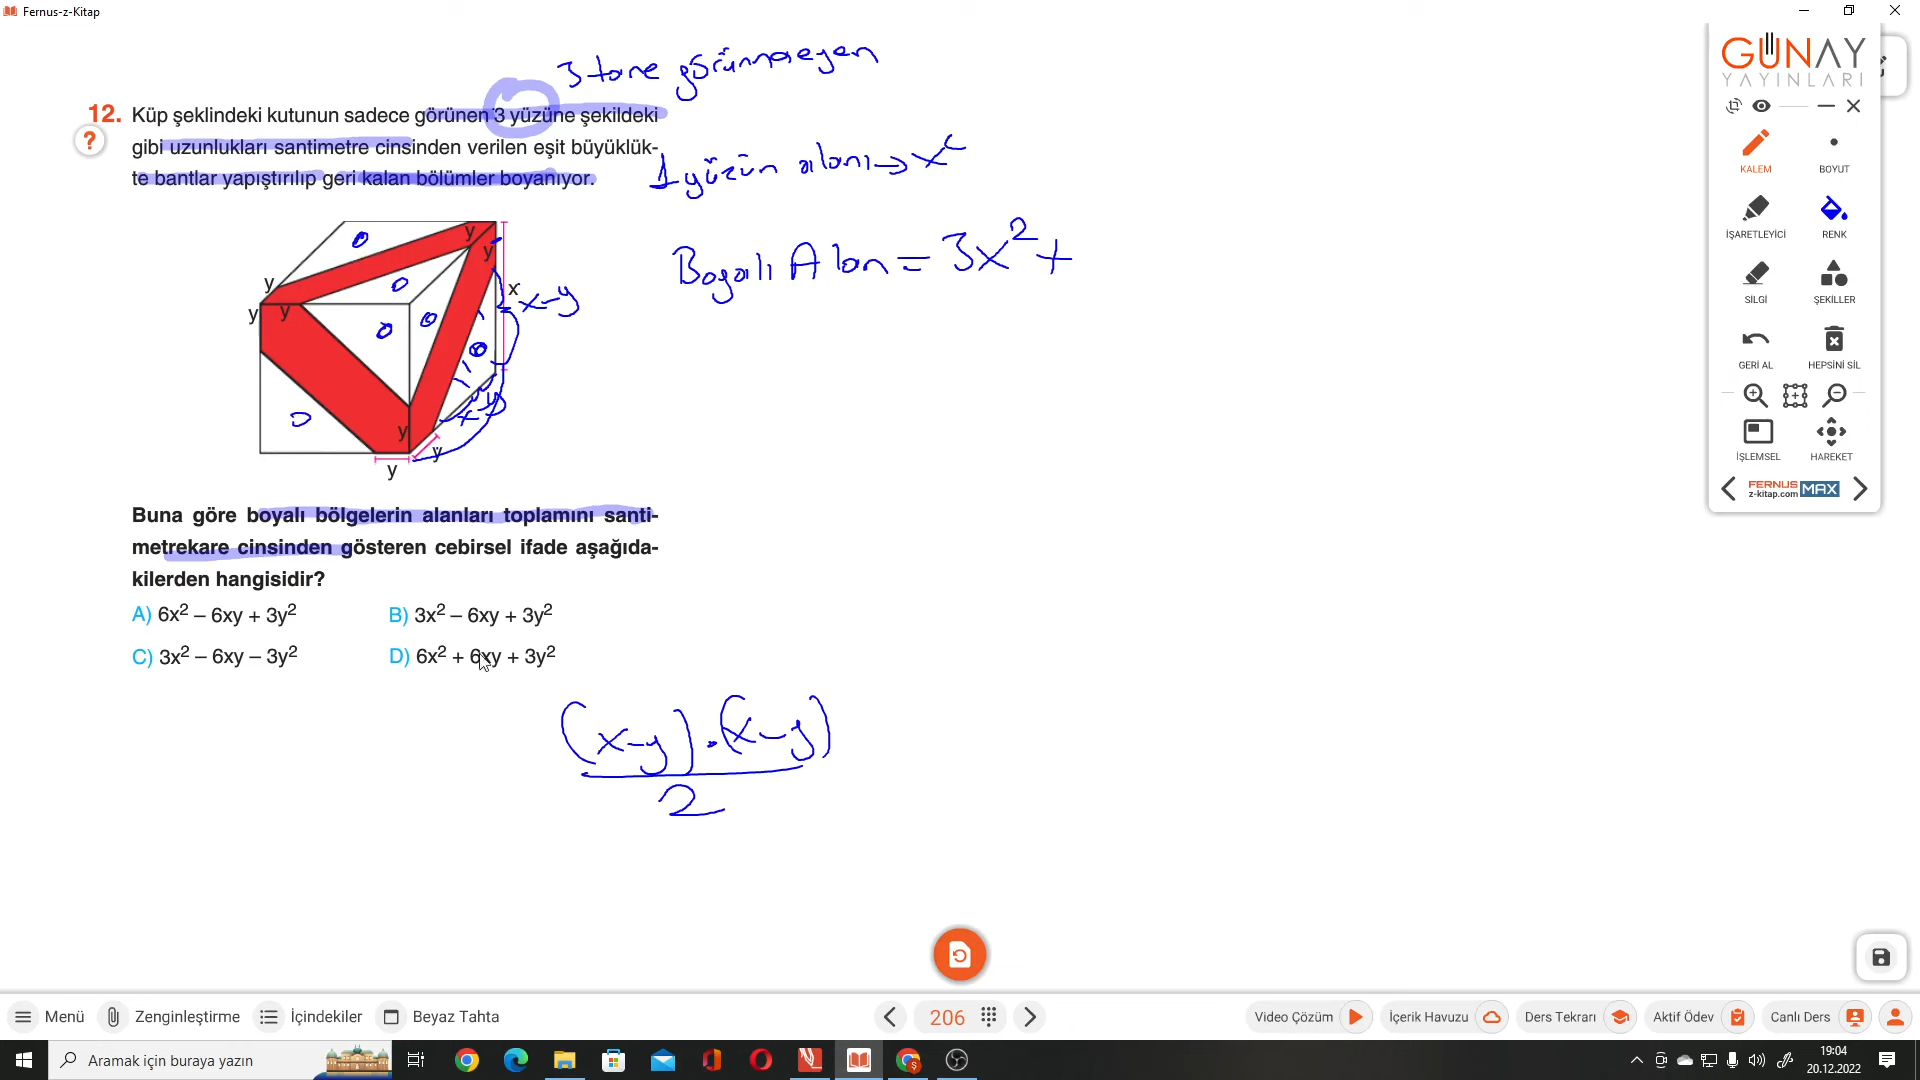 Fernus-z-Kitap
3 tane görünmeyen
12. Küp şeklindeki kutunun sadece görünen 3 yüzüne şekildeki
gibi uzunlukları santimetre cinsinden verilen eşit büyüklük-
te bantlar yapıştırılıp geri kalan bölümler boyanıyor.
?
1 yüzün alanı → x²
Boyalı Alan = 3x² +
y
y
y
y
y
x
x-y
y
x-y
y
y
y
Buna göre boyalı bölgelerin alanları toplamını santi-
metrekare cinsinden gösteren cebirsel ifade aşağıda-
kilerden hangisidir?
A) 6x² – 6xy + 3y² B) 3x² – 6xy + 3y²
C) 3x² – 6xy – 3y² D) 6x² + 6xy + 3y²
(x-y).(x-y)
2
GÜNAY
YAYINLARI
KALEM BOYUT
İŞARETLEYİCİ RENK
SİLGİ ŞEKİLLER
GERİ AL HEPSİNİ SİL
İŞLEMSEL HAREKET
FERNUS
z-kitap.com MAX
Menü Zenginleştirme İçindekiler Beyaz Tahta 206 Video Çözüm İçerik Havuzu Ders Tekrarı Aktif Ödev Canlı Ders
Aramak için buraya yazın
19:04
20.12.2022